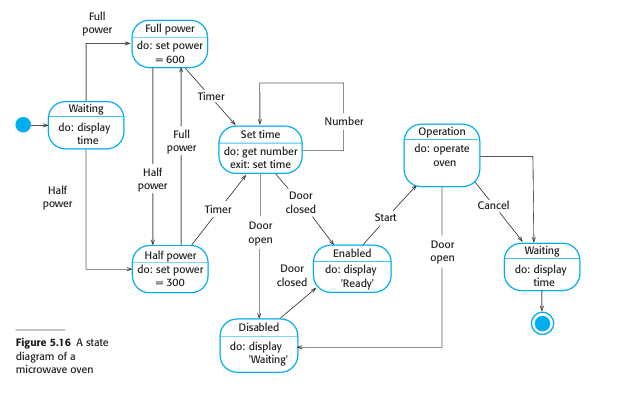 Full
power
Full power
do: set power
= 600
Waiting
do: display
time
Timer
Number
Set time
do: get number
exit: set time
Operation
do: operate
oven
Full
power
Half
power
Half
power
Timer
Door
closed
Door
open
Start
Cancel
Door
open
Half power
do: set power
= 300
Enabled
do: display
'Ready'
Door
closed
Waiting
do: display
time
Disabled
do: display
'Waiting'
Figure 5.16 A state
diagram of a
microwave oven